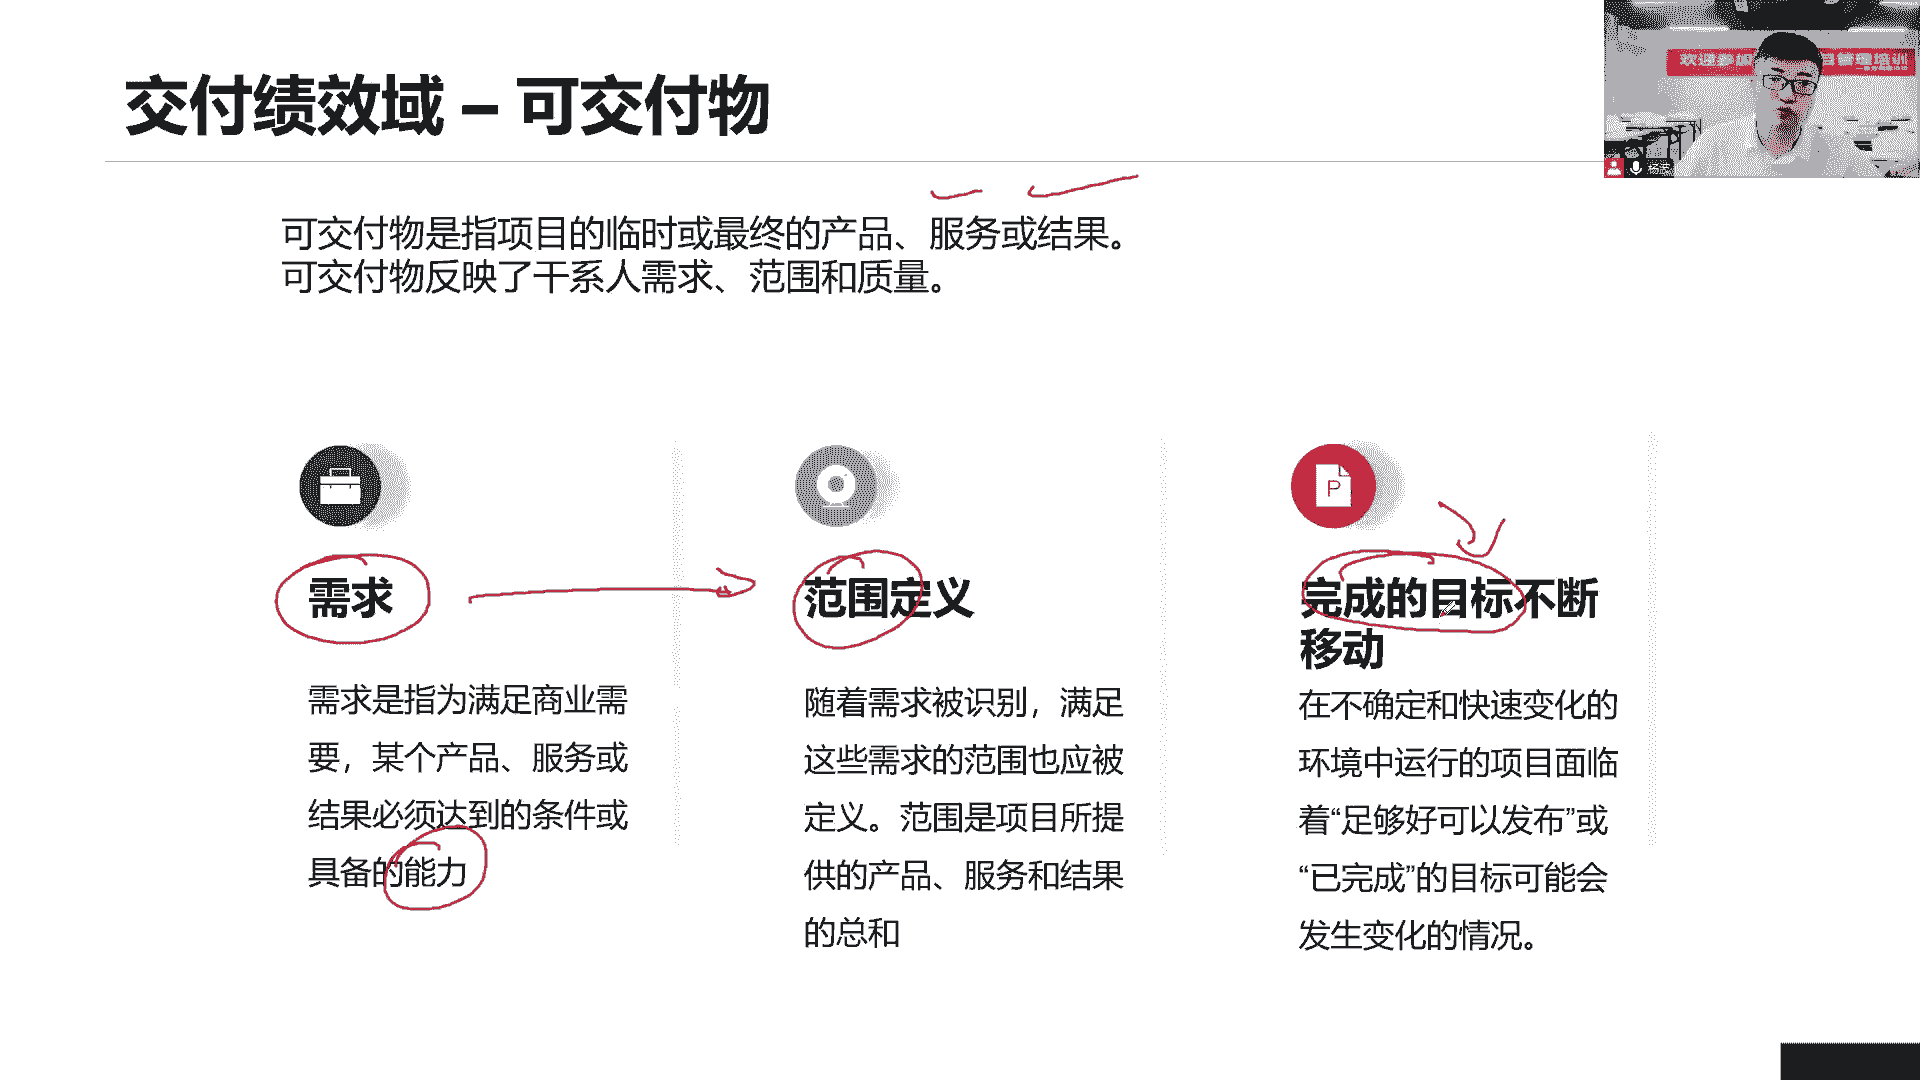 交付绩效域 – 可交付物
欢迎参加
目管理培训
可交付物是指项目的临时或最终的产品、服务或结果。
可交付物反映了干系人需求、范围和质量。
需求
需求是指为满足商业需
要，某个产品、服务或
结果必须达到的条件或
具备的能力
范围定义
随着需求被识别，满足
这些需求的范围也应被
定义。范围是项目所提
供的产品、服务和结果
的总和
P
完成的目标不断
移动
在不确定和快速变化的
环境中运行的项目面临
着“足够好可以发布”或
“已完成”的目标可能会
发生变化的情况。